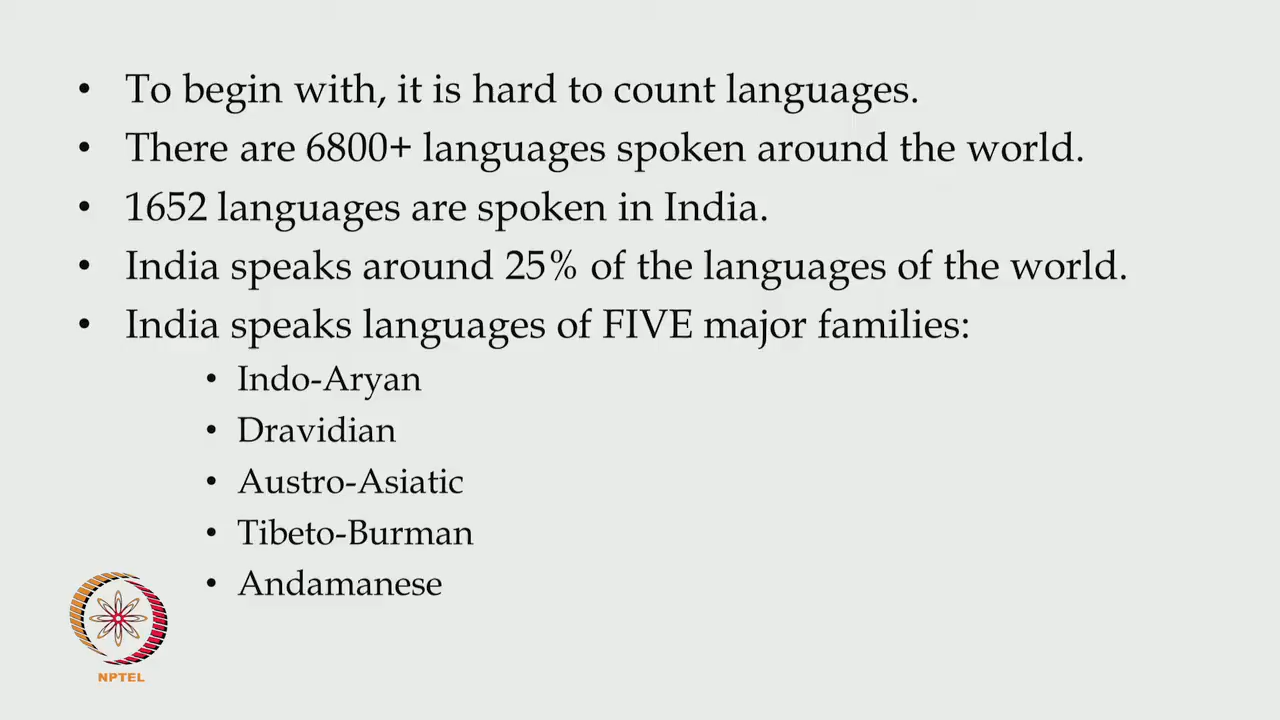 • To begin with, it is hard to count languages.
• There are 6800+ languages spoken around the world.
• 1652 languages are spoken in India.
• India speaks around 25% of the languages of the world.
• India speaks languages of FIVE major families:
• Indo-Aryan
• Dravidian
• Austro-Asiatic
• Tibeto-Burman
• Andamanese
NPTEL